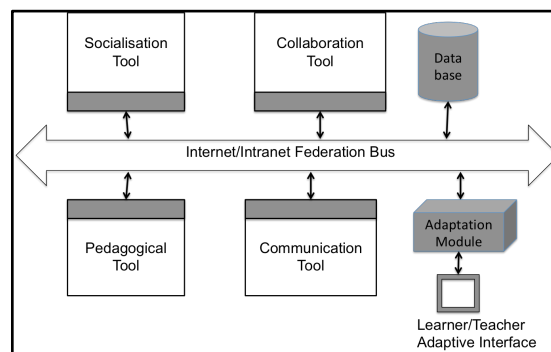 Socialisation
Tool
Collaboration
Tool
Data
base
Internet/Intranet Federation Bus
Pedagogical
Tool
Communication
Tool
Adaptation
Module
Learner/Teacher
Adaptive Interface